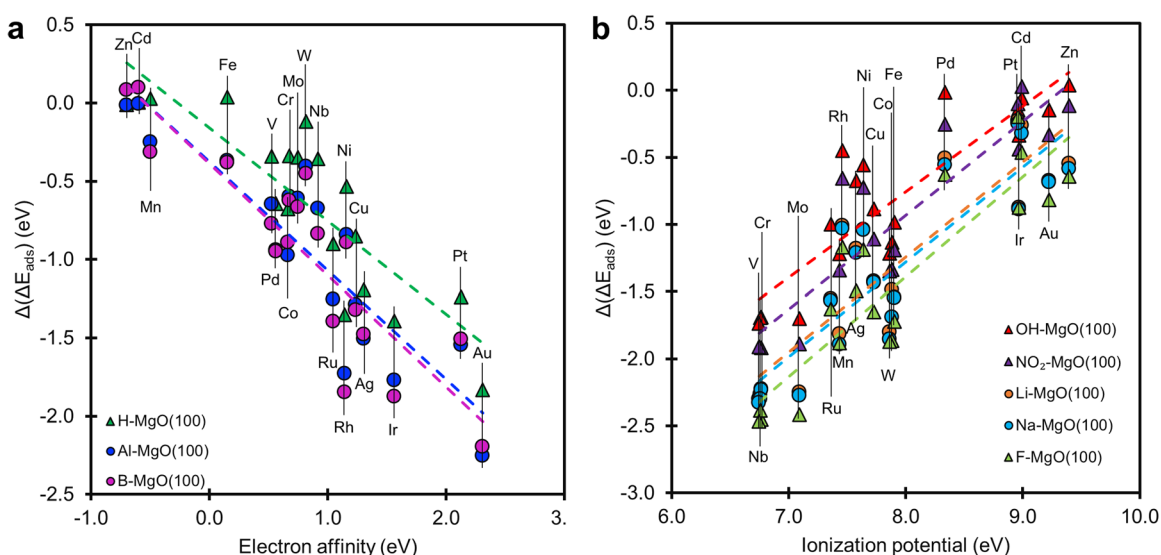 a
0.5
0.0
-0.5
-1.0
-1.5
-2.0
-2.5
-1.0
0.0
1.0
2.0
3.
Δ(ΔEads) (eV)
Electron affinity (eV)
Zn
Cd
Mn
Fe
V
Cr
Mo
W
Nb
Ni
Cu
Pd
Co
Ru
Rh
Ag
Ir
Pt
Au
H-MgO(100)
Al-MgO(100)
B-MgO(100)
b
0.5
0.0
-0.5
-1.0
-1.5
-2.0
-2.5
-3.0
6.0
7.0
8.0
9.0
10.0
Δ(ΔEads) (eV)
Ionization potential (eV)
V
Cr
Nb
Mo
Rh
Ni
Cu
Co
Fe
Pd
Pt
Cd
Zn
Ru
Mn
Ag
W
Ir
Au
OH-MgO(100)
NO₂-MgO(100)
Li-MgO(100)
Na-MgO(100)
F-MgO(100)